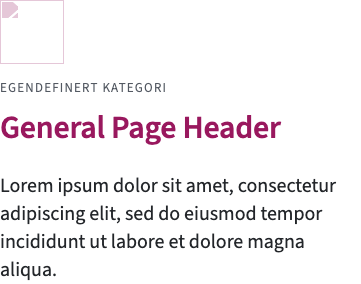 EGENDEFINERT KATEGORI
General Page Header
Lorem ipsum dolor sit amet, consectetur
adipiscing elit, sed do eiusmod tempor
incididunt ut labore et dolore magna
aliqua.